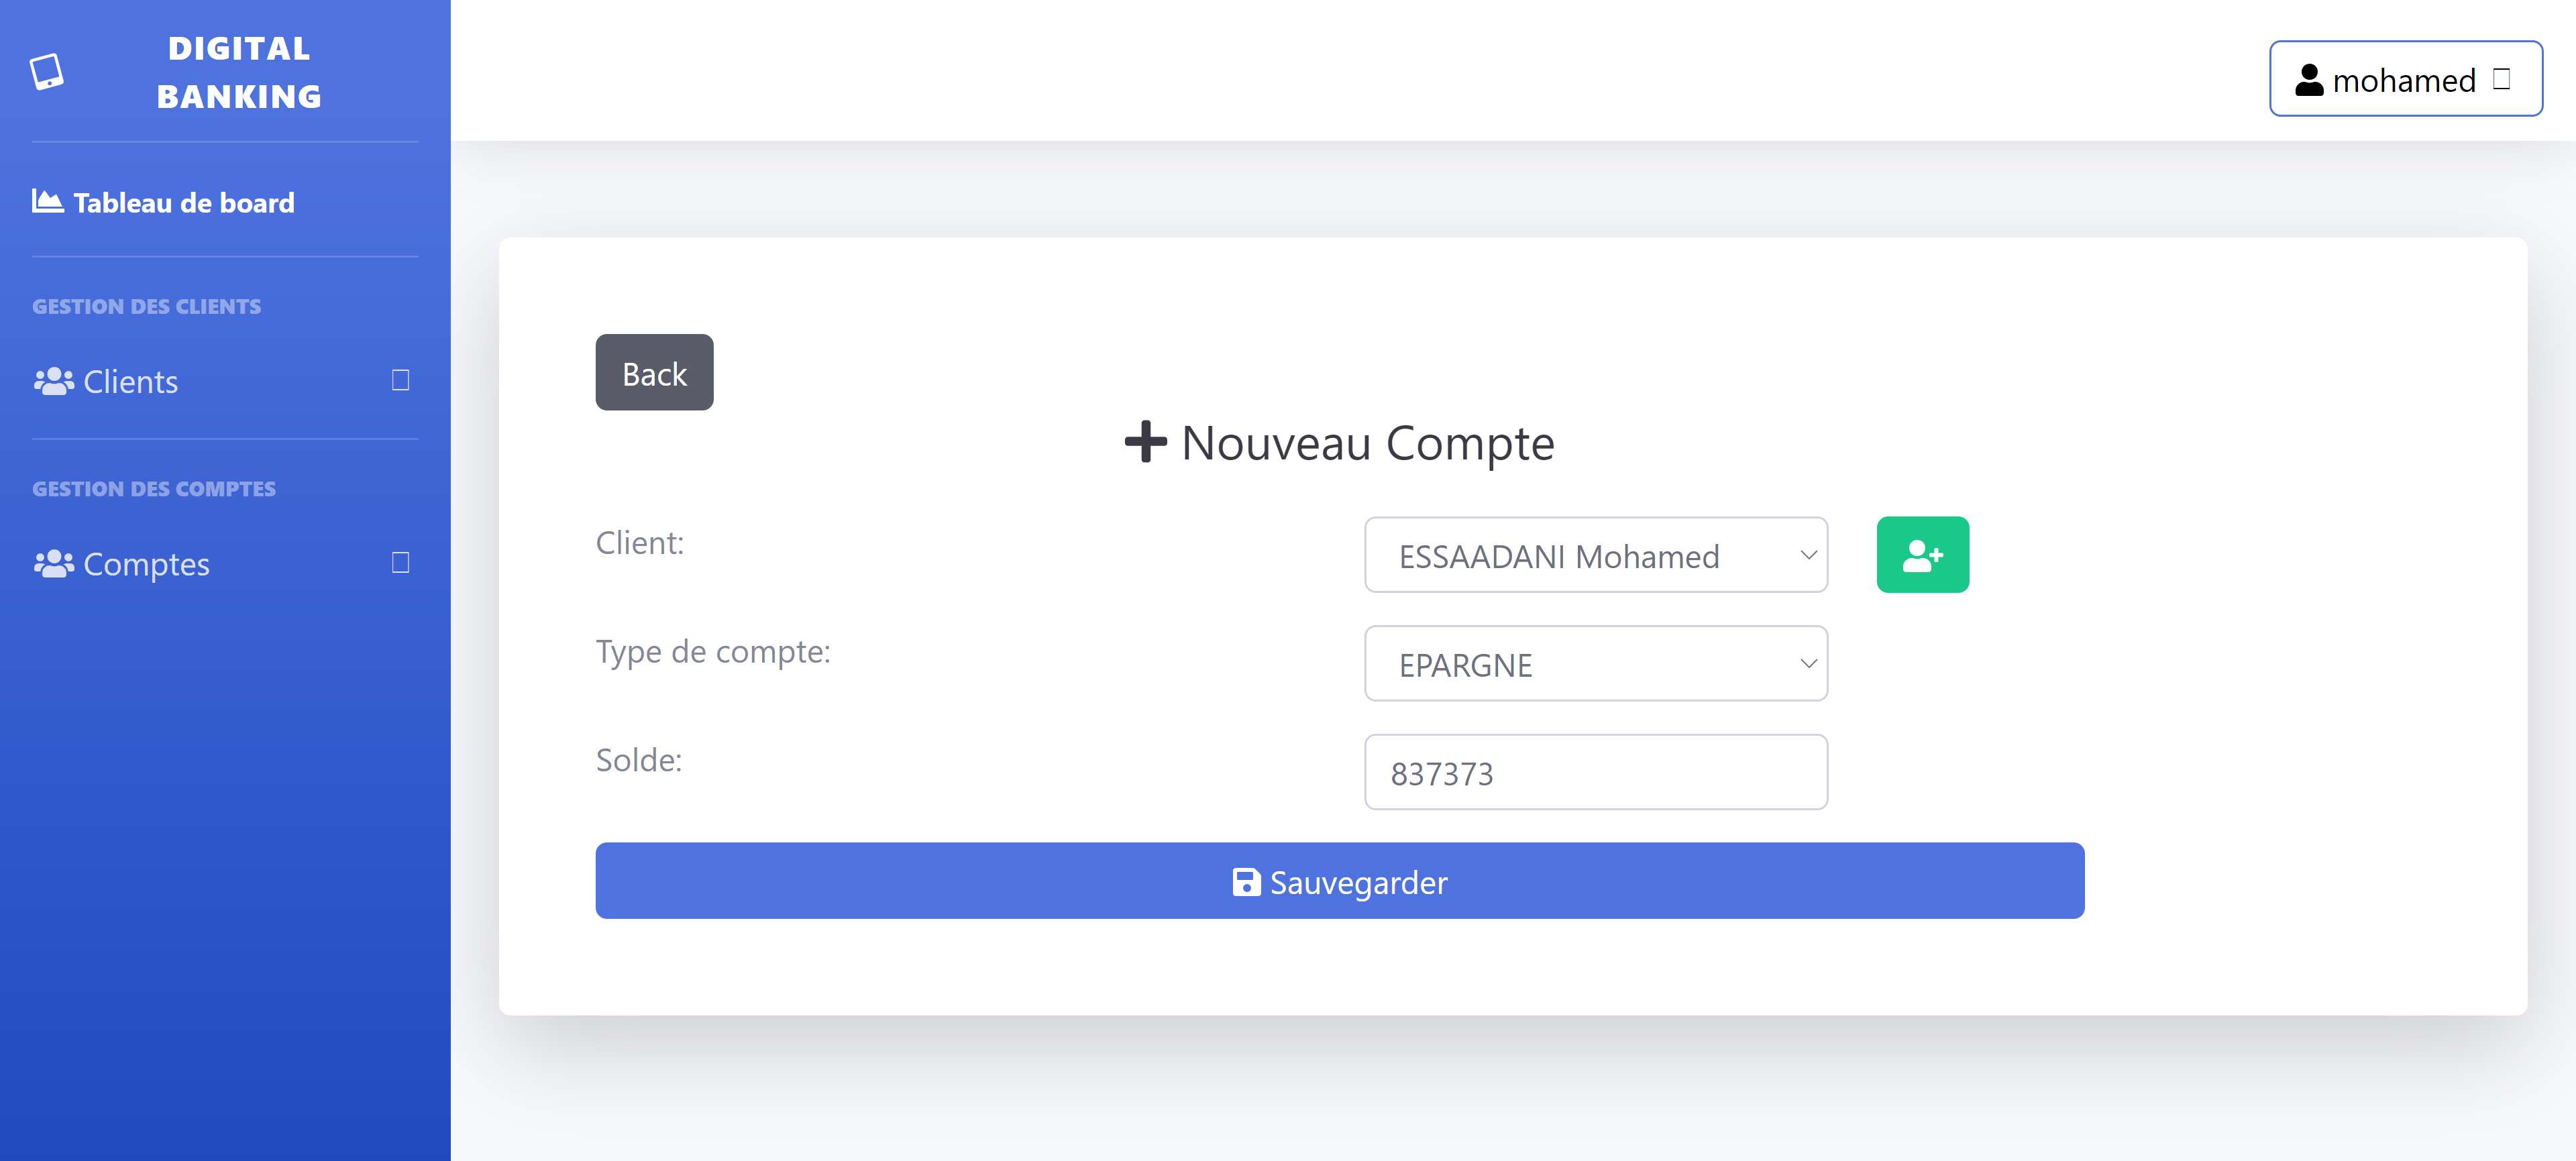 DIGITAL
BANKING
mohamed
Tableau de board
GESTION DES CLIENTS
Clients
GESTION DES COMPTES
Comptes
Back
Nouveau Compte
Client:
ESSAADANI Mohamed
Type de compte:
EPARGNE
Solde:
837373
Sauvegarder